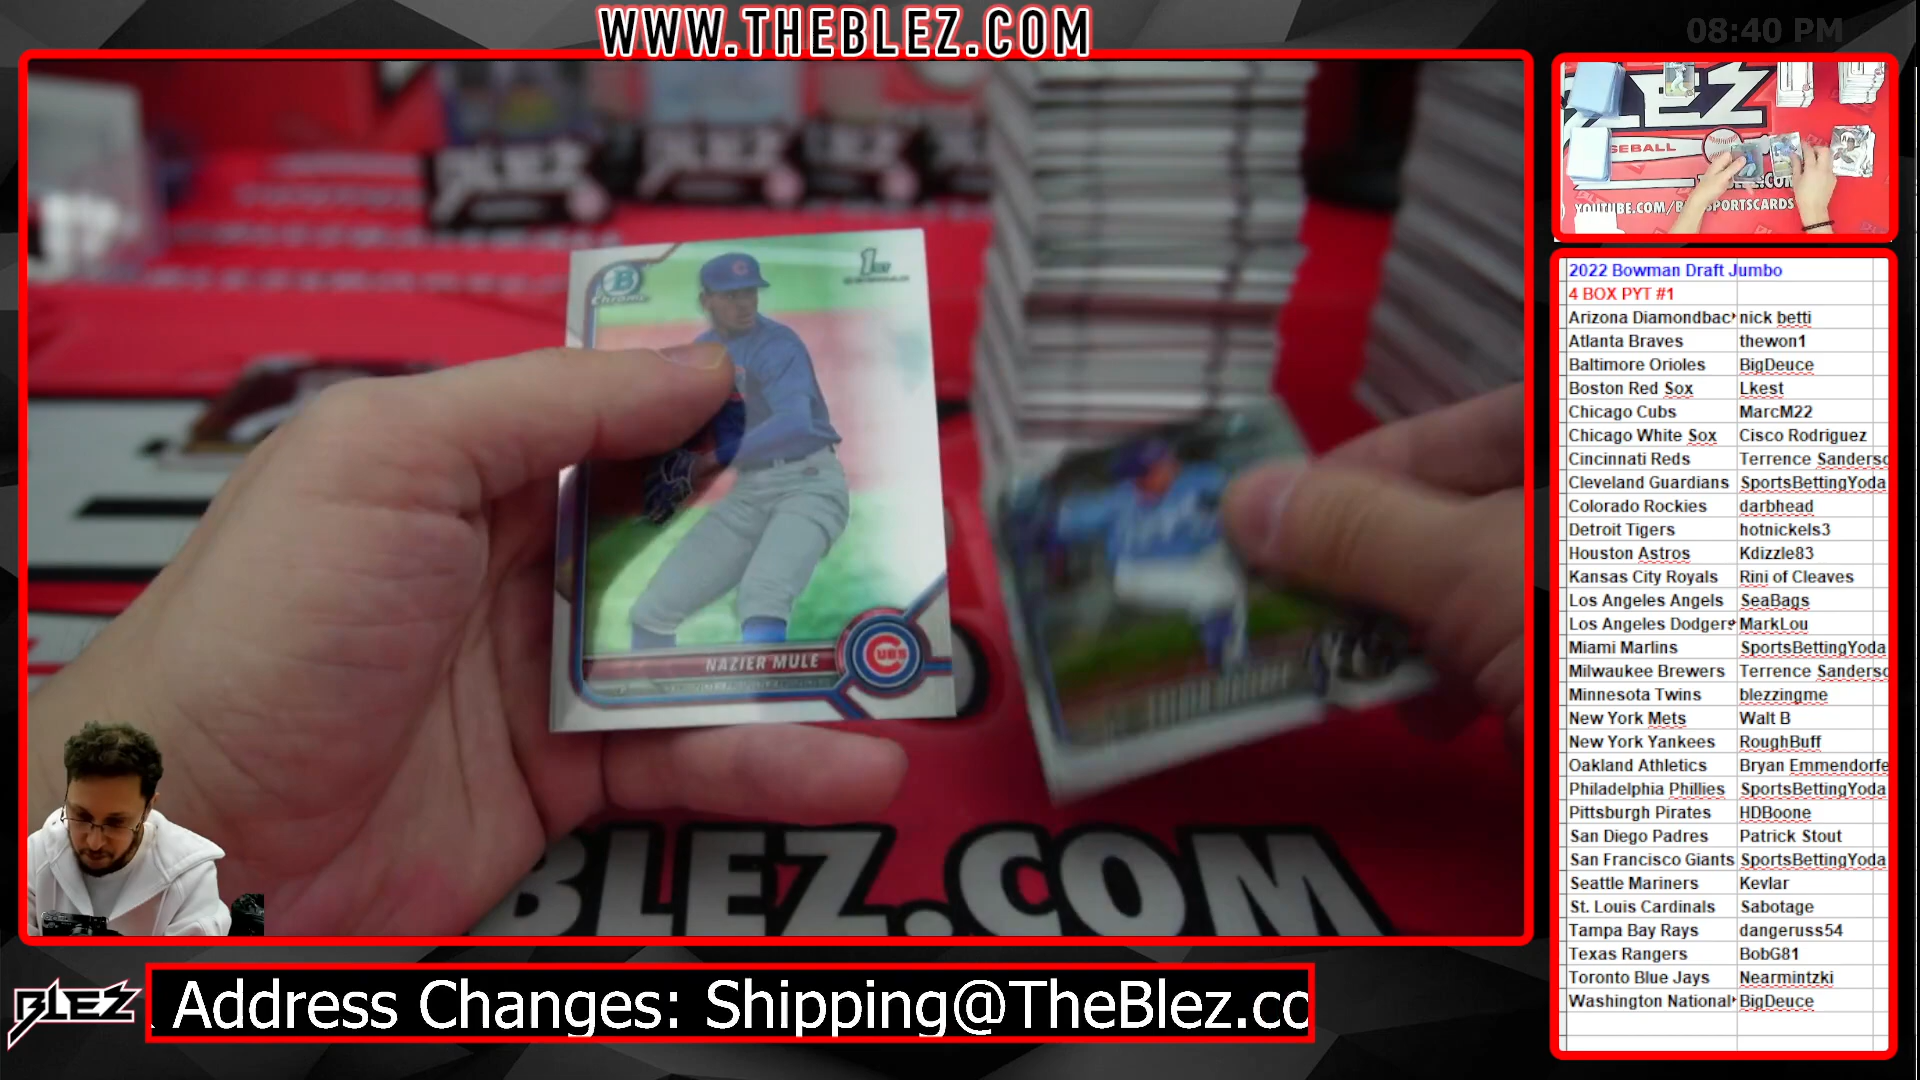 WWW.THEBLEZ.COM
08:40 PM
BLEZ
SEBALL
YOUTUBE.COM/
SPORTSCARDS
1ST
BOWMAN
B
Chrome
NAZIER MULE
CUBS
BLEZ.COM
2022 Bowman Draft Jumbo
4 BOX PYT #1
Arizona Diamondbac nick betti
Atlanta Braves thewon1
Baltimore Orioles BigDeuce
Boston Red Sox Lkest
Chicago Cubs MarcM22
Chicago White Sox Cisco Rodriguez
Cincinnati Reds Terrence Sanderso
Cleveland Guardians SportsBettingYoda
Colorado Rockies darbhead
Detroit Tigers hotnickels3
Houston Astros Kdizzle83
Kansas City Royals Rini of Cleaves
Los Angeles Angels SeaBags
Los Angeles Dodgers MarkLou
Miami Marlins SportsBettingYoda
Milwaukee Brewers Terrence Sanderso
Minnesota Twins blezzingme
New York Mets Walt B
New York Yankees RoughBuff
Oakland Athletics Bryan Emmendorfe
Philadelphia Phillies SportsBettingYoda
Pittsburgh Pirates HDBoone
San Diego Padres Patrick Stout
San Francisco Giants SportsBettingYoda
Seattle Mariners Kevlar
St. Louis Cardinals Sabotage
Tampa Bay Rays dangeruss54
Texas Rangers BobG81
Toronto Blue Jays Nearmintzki
Washington National BigDeuce
BLEZ
Address Changes: Shipping@TheBlez.co